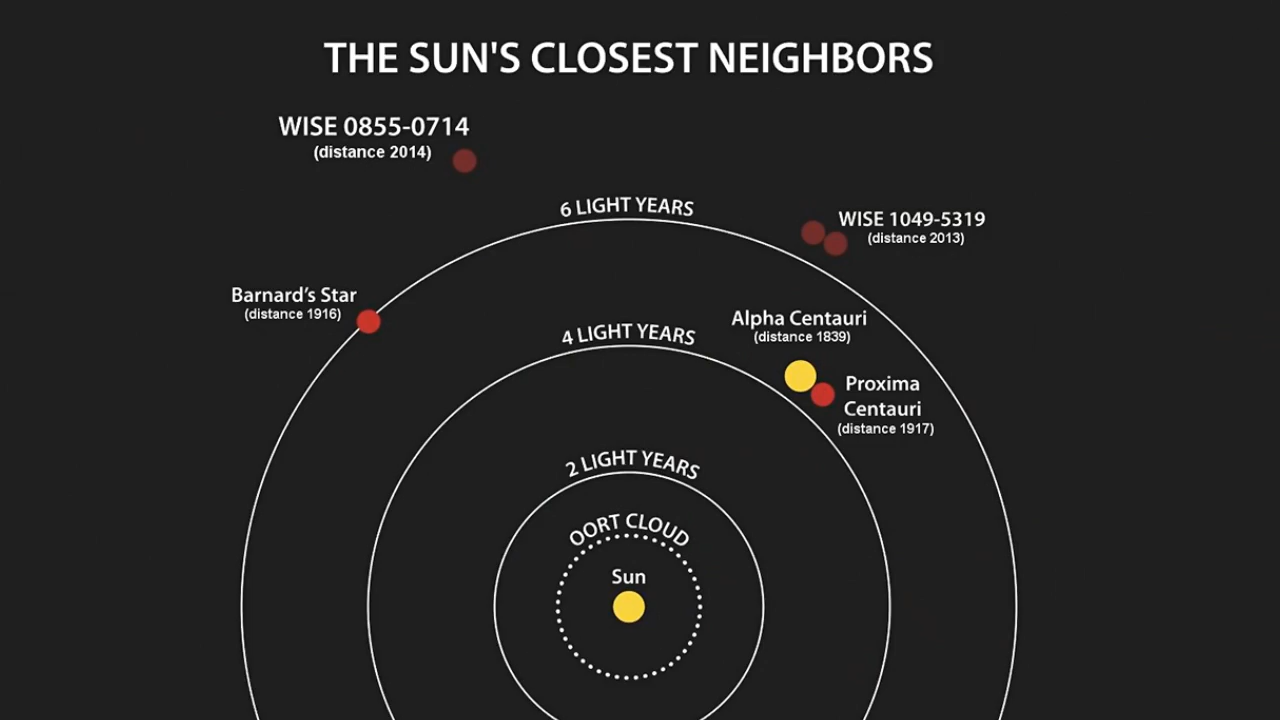 THE SUN'S CLOSEST NEIGHBORS
WISE 0855-0714
(distance 2014)
6 LIGHT YEARS
WISE 1049-5319
(distance 2013)
Barnard’s Star
(distance 1916)
Alpha Centauri
(distance 1839)
4 LIGHT YEARS
Proxima
Centauri
(distance 1917)
2 LIGHT YEARS
OORT CLOUD
Sun